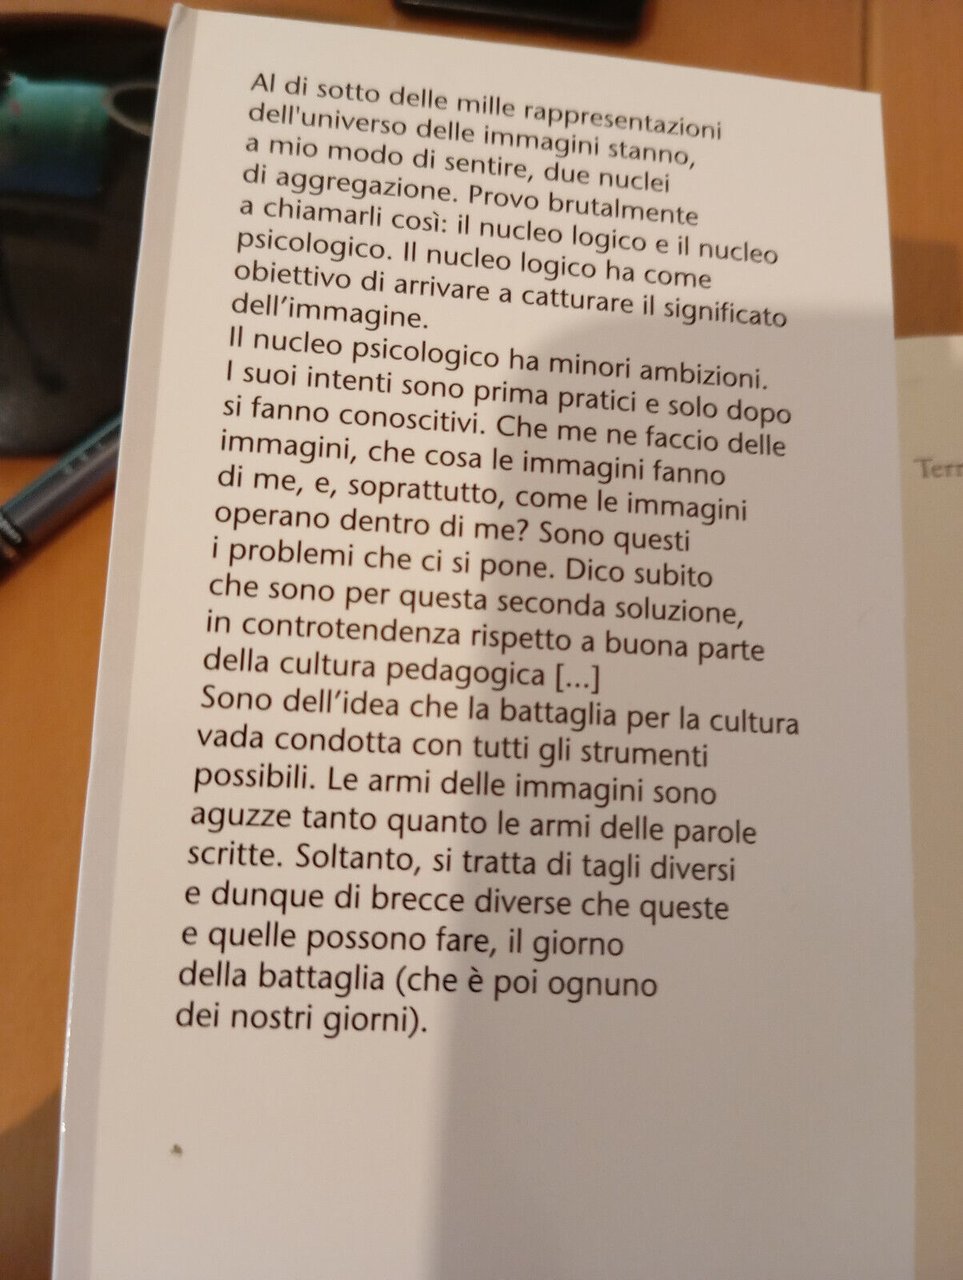 Al di sotto delle mille rappresentazioni
dell'universo delle immagini stanno,
a mio modo di sentire, due nuclei
di aggregazione. Provo brutalmente
a chiamarli così: il nucleo logico e il nucleo
psicologico. Il nucleo logico ha come
obiettivo di arrivare a catturare il significato
dell’immagine.
Il nucleo psicologico ha minori ambizioni.
I suoi intenti sono prima pratici e solo dopo
si fanno conoscitivi. Che me ne faccio delle
immagini, che cosa le immagini fanno
di me, e, soprattutto, come le immagini
operano dentro di me? Sono questi
i problemi che ci si pone. Dico subito
che sono per questa seconda soluzione,
in controtendenza rispetto a buona parte
della cultura pedagogica [...]
Sono dell’idea che la battaglia per la cultura
vada condotta con tutti gli strumenti
possibili. Le armi delle immagini sono
aguzze tanto quanto le armi delle parole
scritte. Soltanto, si tratta di tagli diversi
e dunque di brecce diverse che queste
e quelle possono fare, il giorno
della battaglia (che è poi ognuno
dei nostri giorni).